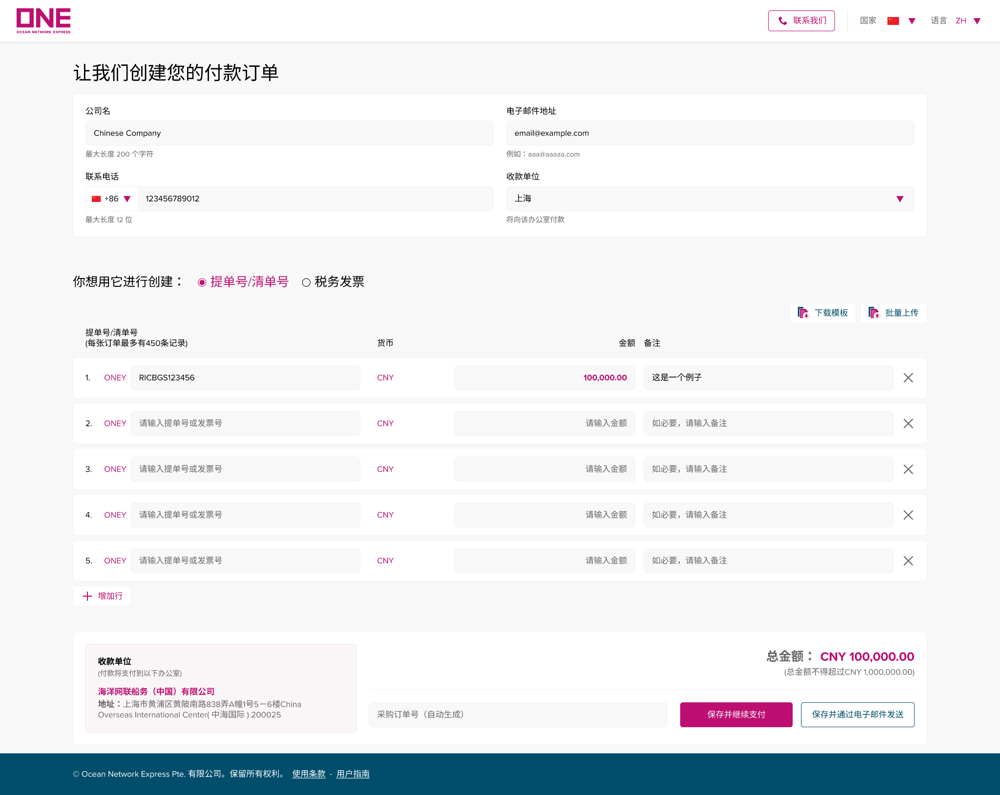 ONE
OCEAN NETWORK EXPRESS
联系我们
国家
语言 ZH
让我们创建您的付款订单
公司名
Chinese Company
最大长度 200 个字符
电子邮件地址
email@example.com
例如：aaa@aaaaa.com
联系电话
+86 123456789012
最大长度 12 位
收款单位
上海
将向该办公室付款
你想用它进行创建： 提单号/清单号 税务发票
下载模板 批量上传
提单号/清单号
(每张订单最多有450条记录) 货币 金额 备注
1. ONEY RICBGS123456 CNY 100,000.00 这是一个例子
2. ONEY 请输入提单号或发票号 CNY 请输入金额 如必要，请输入备注
3. ONEY 请输入提单号或发票号 CNY 请输入金额 如必要，请输入备注
4. ONEY 请输入提单号或发票号 CNY 请输入金额 如必要，请输入备注
5. ONEY 请输入提单号或发票号 CNY 请输入金额 如必要，请输入备注
增加行
收款单位
(付款将支付到以下办公室)
海洋网联船务（中国）有限公司
地址：上海市黄浦区黄陂南路838弄A幢1号5－6楼China
Overseas International Center( 中海国际 ) 200025
总金额： CNY 100,000.00
(总金额不得超过CNY 1,000,000.00)
采购订单号（自动生成）
保存并继续支付
保存并通过电子邮件发送
© Ocean Network Express Pte. 有限公司。保留所有权利。 使用条款 - 用户指南